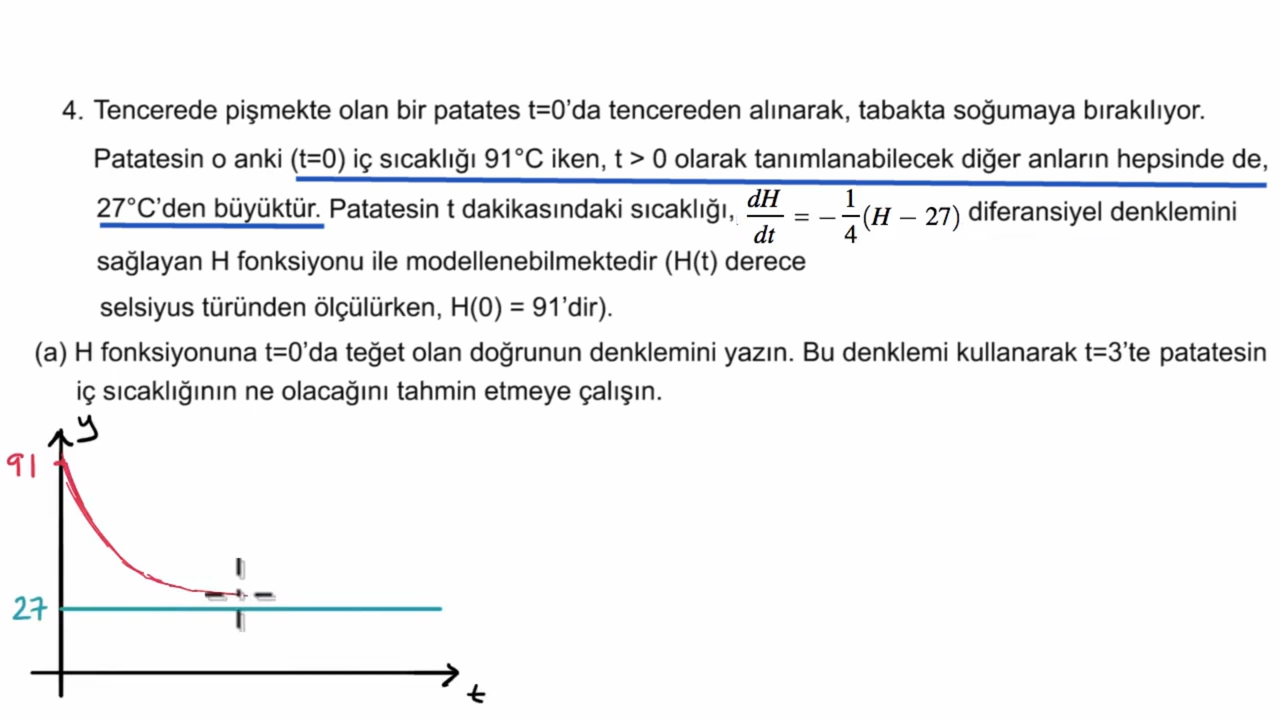 4. Tencerede pişmekte olan bir patates t=0'da tencereden alınarak, tabakta soğumaya bırakılıyor.
Patatesin o anki (t=0) iç sıcaklığı 91°C iken, t > 0 olarak tanımlanabilecek diğer anların hepsinde de,
27°C'den büyüktür. Patatesin t dakikasındaki sıcaklığı, dH/dt = -1/4(H - 27) diferansiyel denklemini
sağlayan H fonksiyonu ile modellenebilmektedir (H(t) derece
selsiyus türünden ölçülürken, H(0) = 91'dir).
(a) H fonksiyonuna t=0'da teğet olan doğrunun denklemini yazın. Bu denklemi kullanarak t=3'te patatesin
iç sıcaklığının ne olacağını tahmin etmeye çalışın.
y
91
27
t